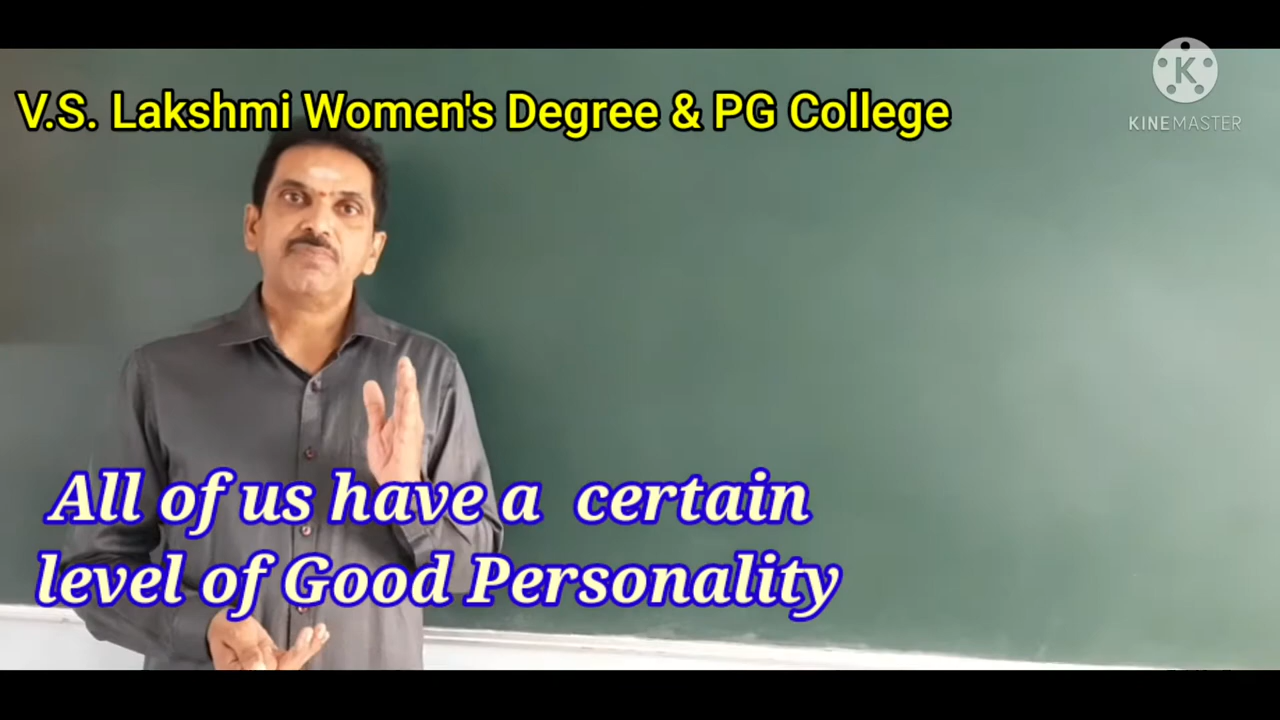 V.S. Lakshmi Women's Degree & PG College
K
KINEMASTER
All of us have a certain
level of Good Personality